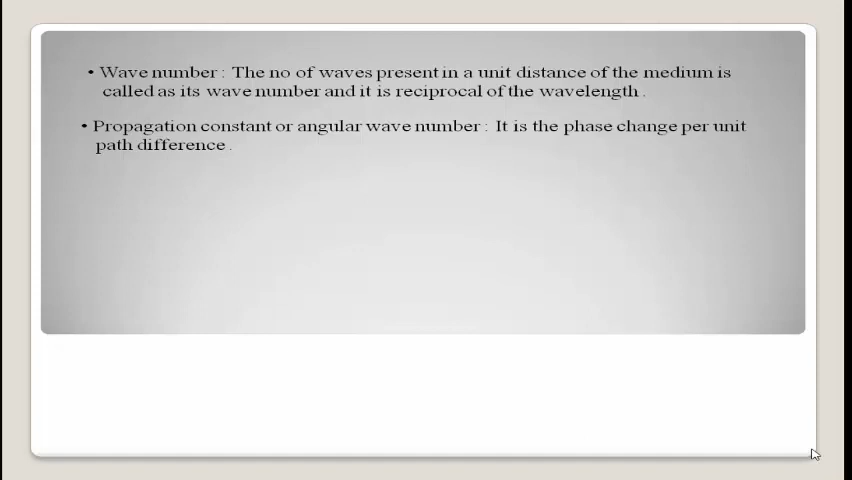 • Wave number : The no of waves present in a unit distance of the medium is
called as its wave number and it is reciprocal of the wavelength .
• Propagation constant or angular wave number : It is the phase change per unit
path difference .